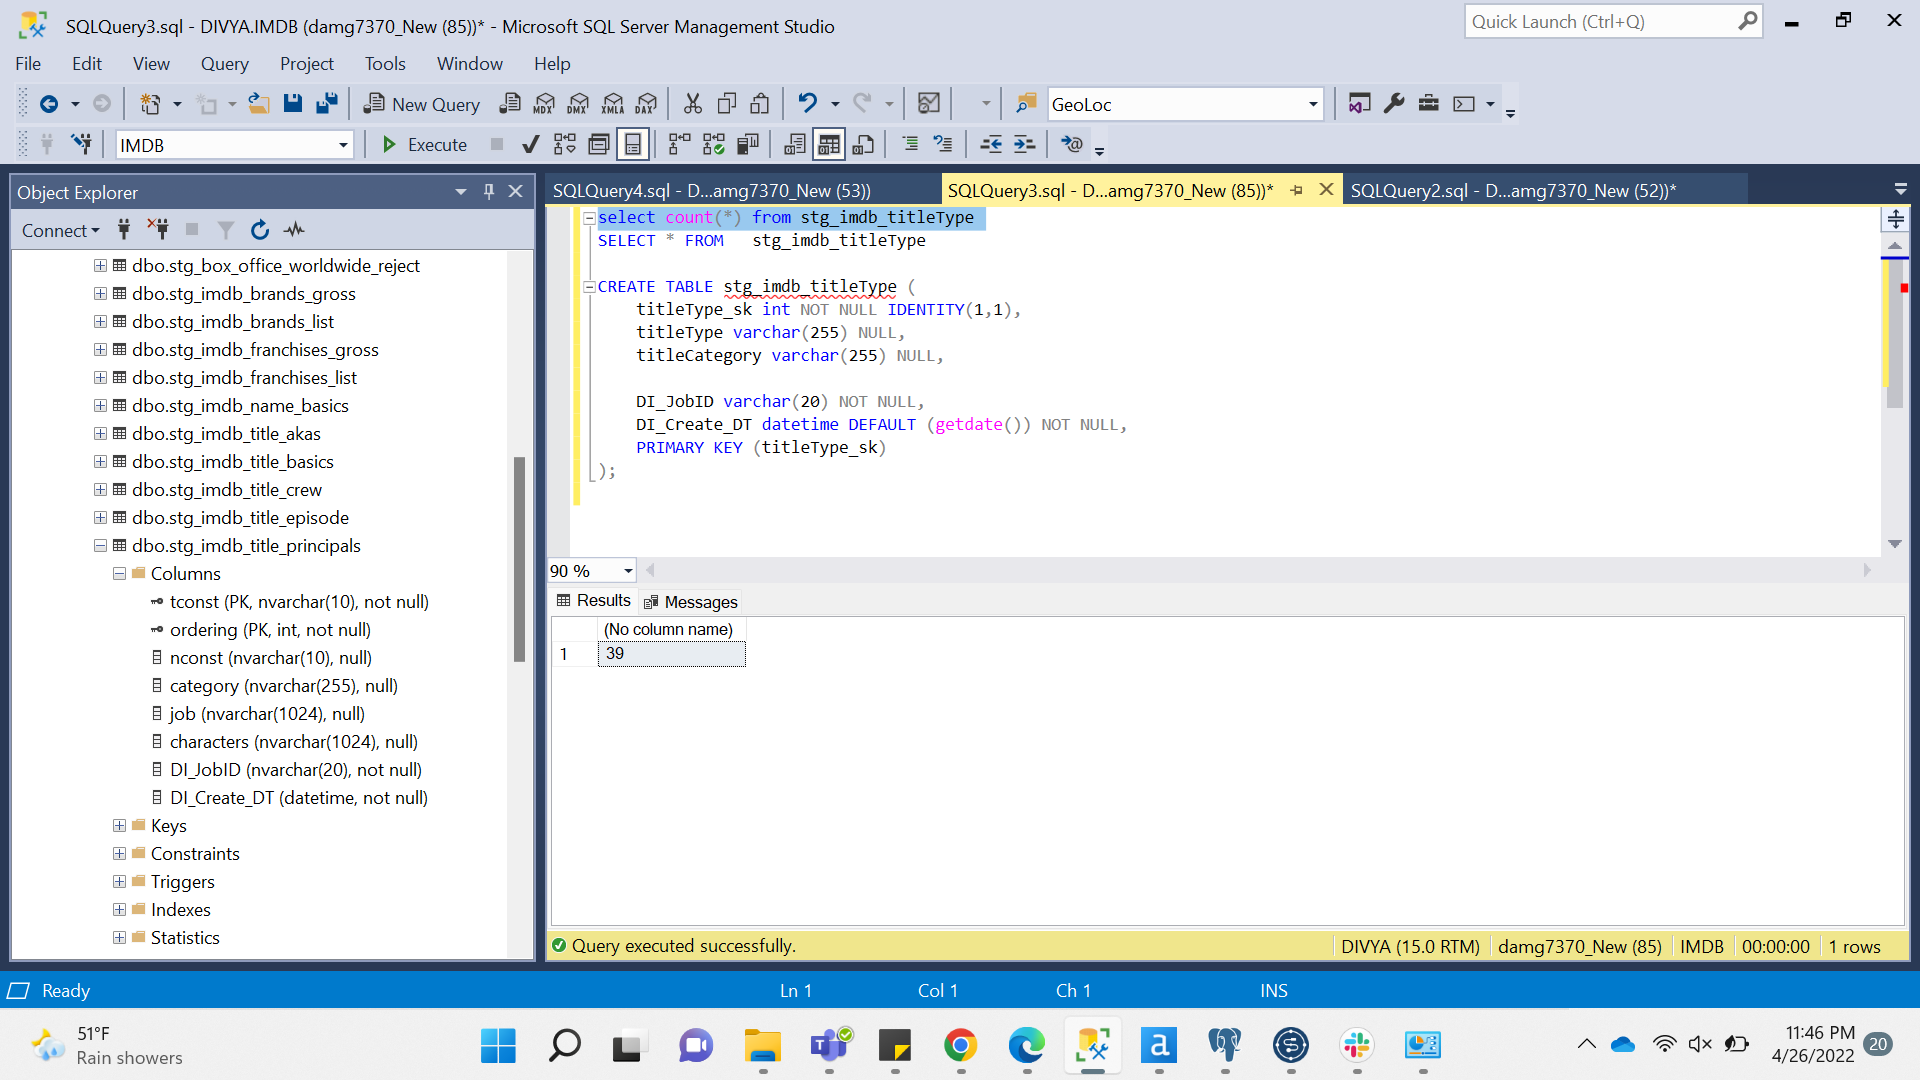 SQLQuery3.sql - DIVYA.IMDB (damg7370_New (85))* - Microsoft SQL Server Management Studio
Quick Launch (Ctrl+Q)
File Edit View Query Project Tools Window Help
New Query MDX DMX XMLA DAX GeoLoc
IMDB Execute
Object Explorer
SQLQuery4.sql - D...amg7370_New (53)) SQLQuery3.sql - D...amg7370_New (85))* SQLQuery2.sql - D...amg7370_New (52))*
Connect
dbo.stg_box_office_worldwide_reject
dbo.stg_imdb_brands_gross
dbo.stg_imdb_brands_list
dbo.stg_imdb_franchises_gross
dbo.stg_imdb_franchises_list
dbo.stg_imdb_name_basics
dbo.stg_imdb_title_akas
dbo.stg_imdb_title_basics
dbo.stg_imdb_title_crew
dbo.stg_imdb_title_episode
dbo.stg_imdb_title_principals
Columns
tconst (PK, nvarchar(10), not null)
ordering (PK, int, not null)
nconst (nvarchar(10), null)
category (nvarchar(255), null)
job (nvarchar(1024), null)
characters (nvarchar(1024), null)
DI_JobID (nvarchar(20), not null)
DI_Create_DT (datetime, not null)
Keys
Constraints
Triggers
Indexes
Statistics
select count(*) from stg_imdb_titleType
SELECT * FROM stg_imdb_titleType
CREATE TABLE stg_imdb_titleType (
titleType_sk int NOT NULL IDENTITY(1,1),
titleType varchar(255) NULL,
titleCategory varchar(255) NULL,
DI_JobID varchar(20) NOT NULL,
DI_Create_DT datetime DEFAULT (getdate()) NOT NULL,
PRIMARY KEY (titleType_sk)
);
90 %
Results Messages
(No column name)
1 39
Query executed successfully. DIVYA (15.0 RTM) damg7370_New (85) IMDB 00:00:00 1 rows
Ready Ln 1 Col 1 Ch 1 INS
51°F
Rain showers
11:46 PM
4/26/2022
20